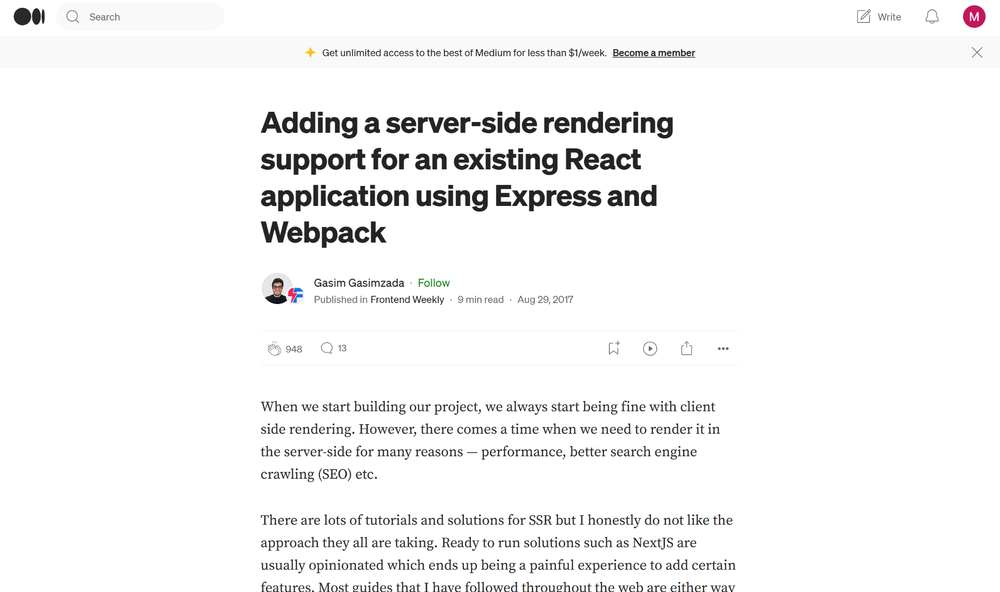 Search
Write
M
Get unlimited access to the best of Medium for less than $1/week. Become a member
Adding a server-side rendering
support for an existing React
application using Express and
Webpack
Gasim Gasimzada · Follow
Published in Frontend Weekly · 9 min read · Aug 29, 2017
948
13
When we start building our project, we always start being fine with client
side rendering. However, there comes a time when we need to render it in
the server-side for many reasons — performance, better search engine
crawling (SEO) etc.
There are lots of tutorials and solutions for SSR but I honestly do not like the
approach they all are taking. Ready to run solutions such as NextJS are
usually opinionated which ends up being a painful experience to add certain
features. Most guides that I have followed throughout the web are either way